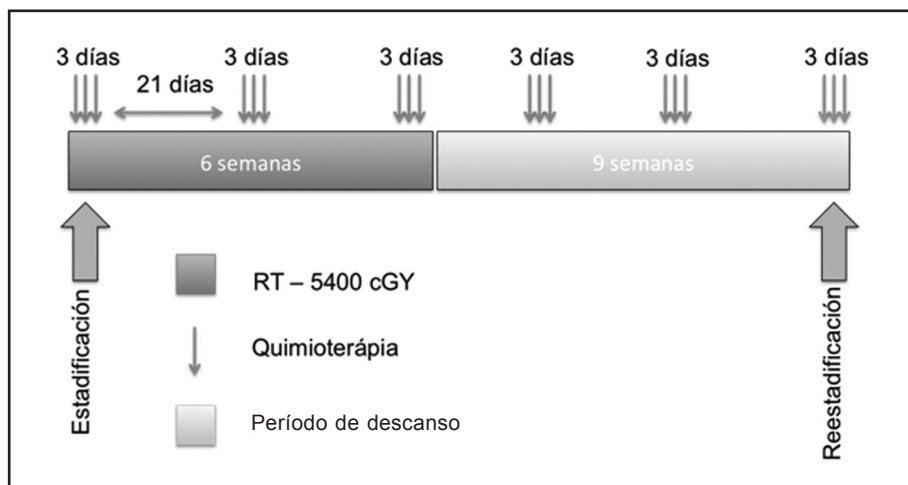 3 días 3 días 3 días 3 días 3 días 3 días
21 días
6 semanas 9 semanas
Estadificación
RT – 5400 cGY
Quimioterápia
Período de descanso
Reestadificación